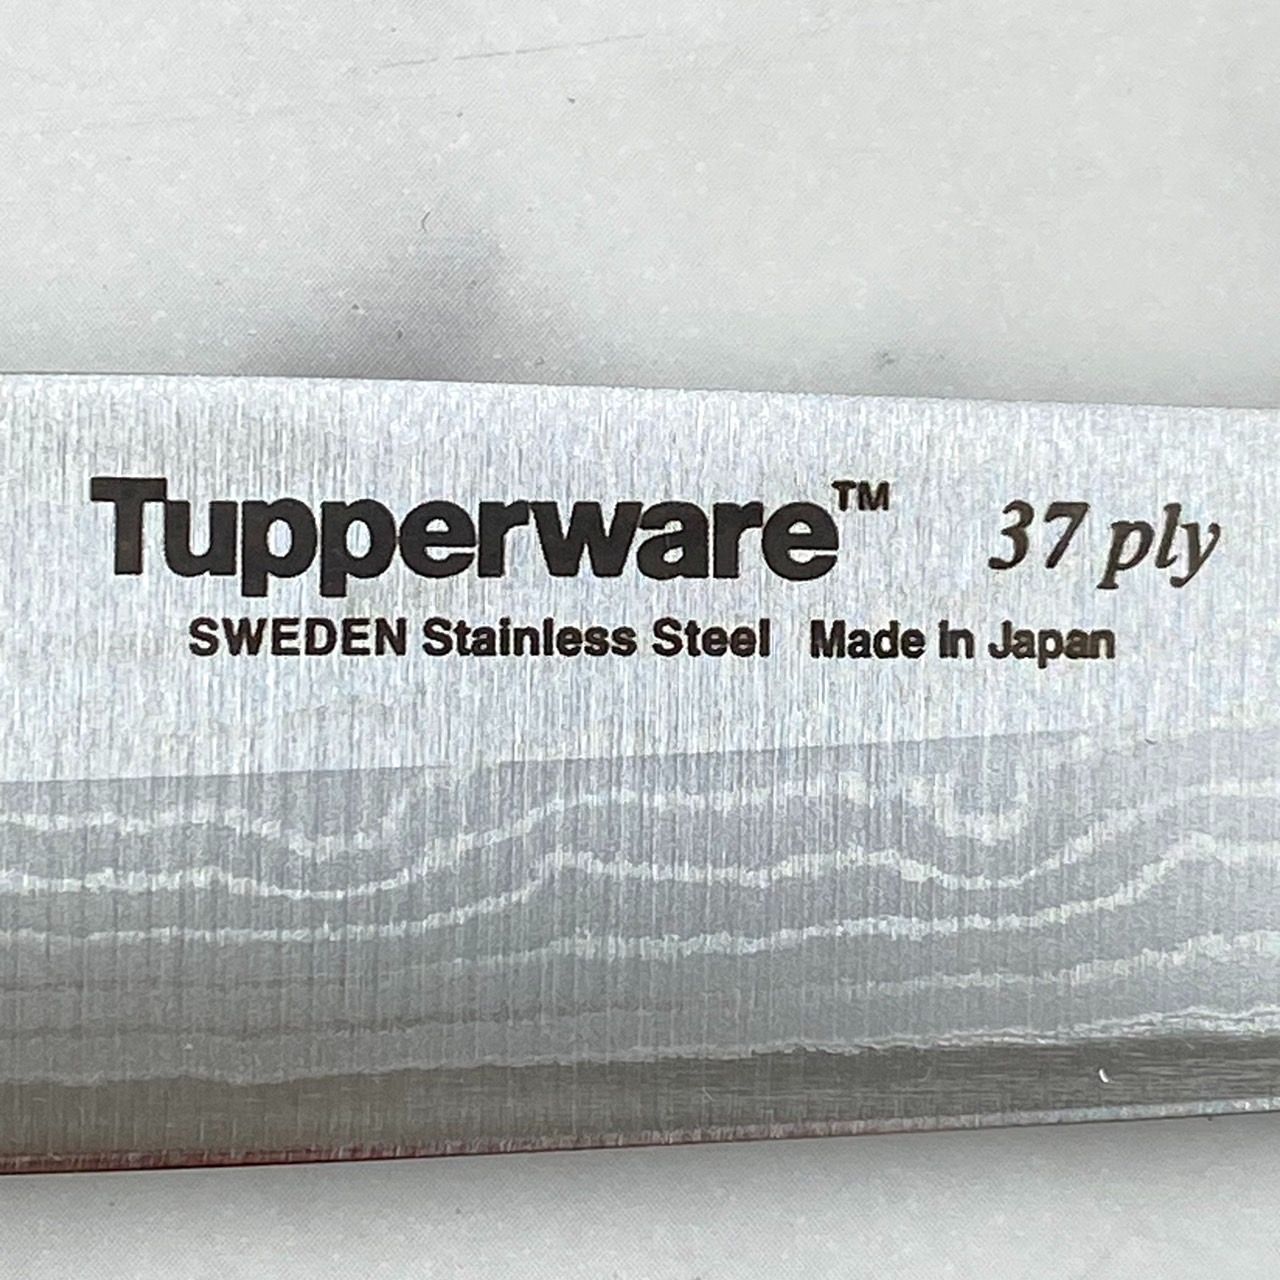 Tupperware™ 37 ply
SWEDEN Stainless Steel Made in Japan